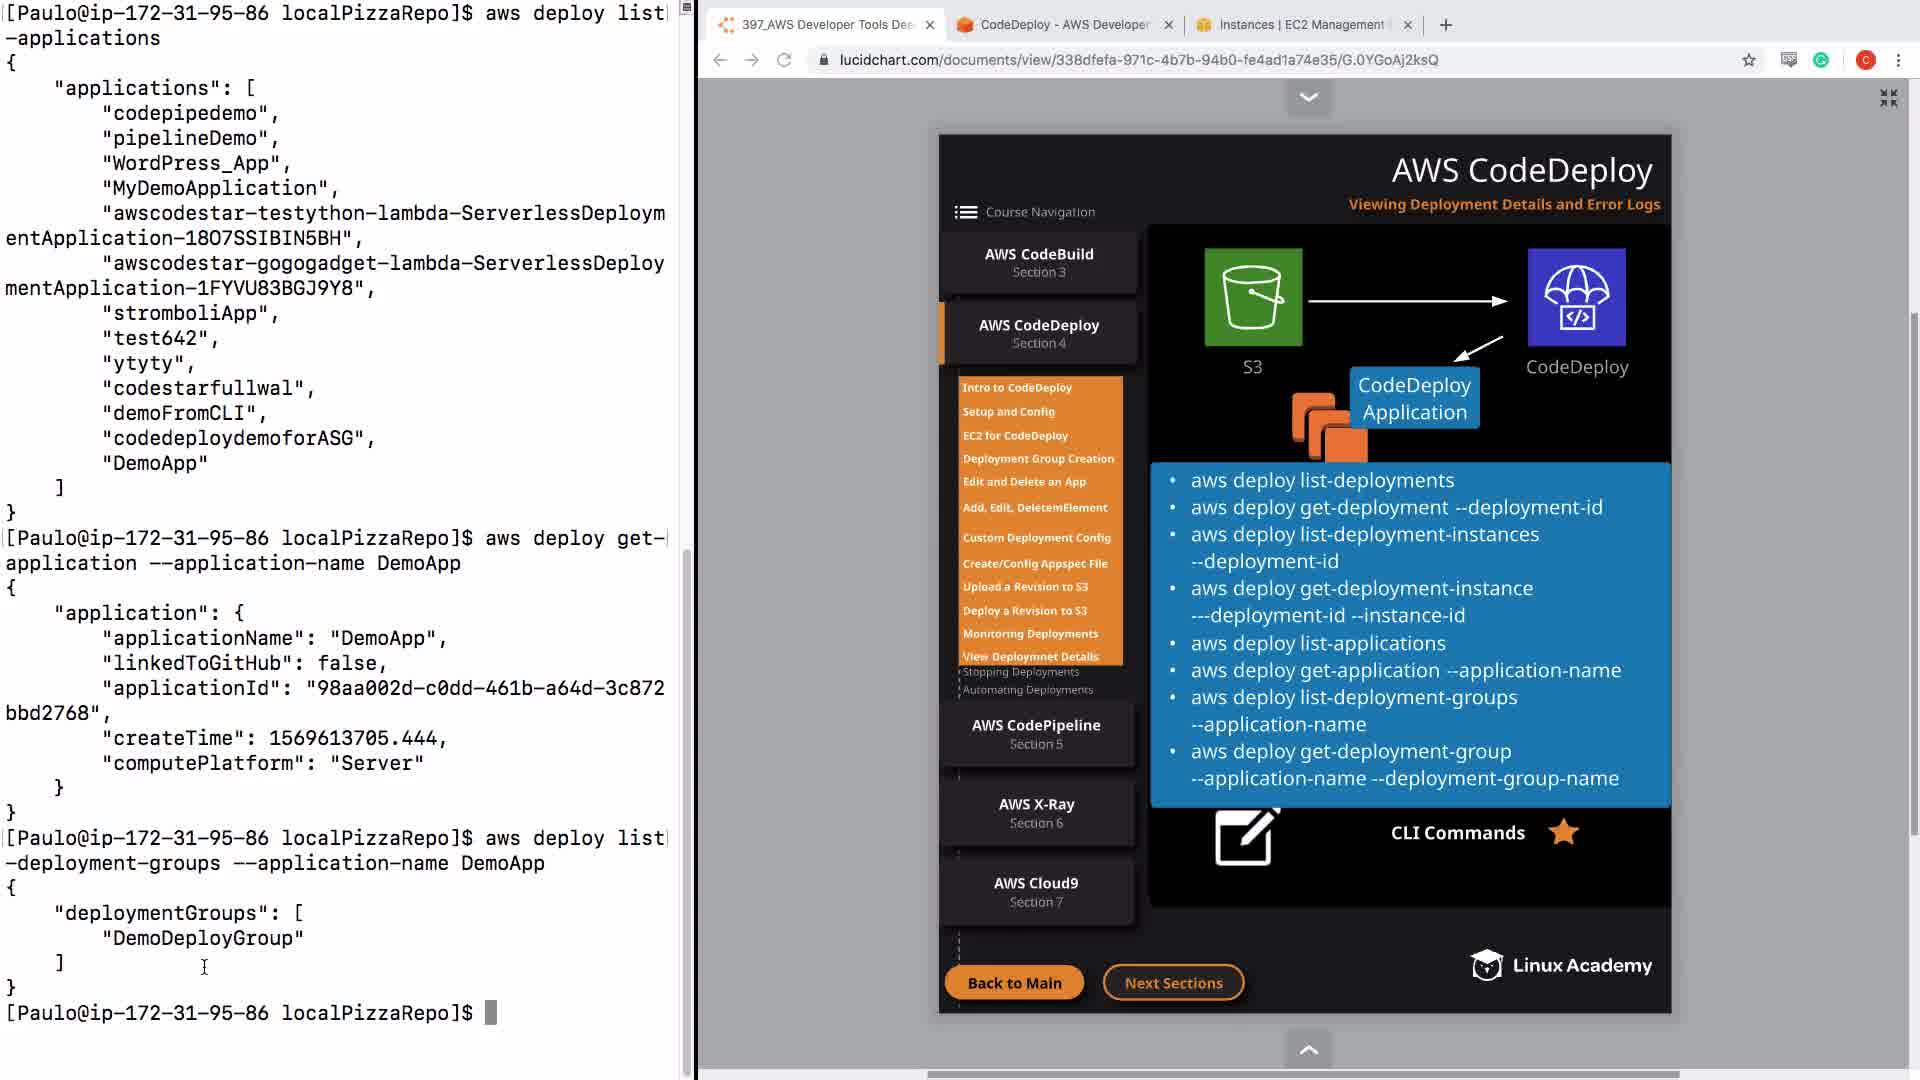 [Paulo@ip-172-31-95-86 localPizzaRepo]$ aws deploy list
-applications
{
"applications": [
"codepipedemo",
"pipelineDemo",
"WordPress_App",
"MyDemoApplication",
"awscodestar-testython-lambda-ServerlessDeploym
entApplication-18O7SSIBIN5BH",
"awscodestar-gogogadget-lambda-ServerlessDeploy
mentApplication-1FYVU83BGJ9Y8",
"stromboliApp",
"test642",
"ytyty",
"codestarfullwal",
"demoFromCLI",
"codedeploydemoforASG",
"DemoApp"
]
}
[Paulo@ip-172-31-95-86 localPizzaRepo]$ aws deploy get-
application --application-name DemoApp
{
"application": {
"applicationName": "DemoApp",
"linkedToGitHub": false,
"applicationId": "98aa002d-c0dd-461b-a64d-3c872
bbd2768",
"createTime": 1569613705.444,
"computePlatform": "Server"
}
}
[Paulo@ip-172-31-95-86 localPizzaRepo]$ aws deploy list
-deployment-groups --application-name DemoApp
{
"deploymentGroups": [
"DemoDeployGroup"
]
}
[Paulo@ip-172-31-95-86 localPizzaRepo]$
397_AWS Developer Tools Dee
CodeDeploy - AWS Developer
Instances | EC2 Management
lucidchart.com/documents/view/338dfefa-971c-4b7b-94b0-fe4ad1a74e35/G.0YGoAj2ksQ
C
AWS CodeDeploy
Viewing Deployment Details and Error Logs
Course Navigation
AWS CodeBuild
Section 3
AWS CodeDeploy
Section 4
Intro to CodeDeploy
Setup and Config
EC2 for CodeDeploy
Deployment Group Creation
Edit and Delete an App
Add, Edit, DeletemElement
Custom Deployment Config
Create/Config Appspec File
Upload a Revision to S3
Deploy a Revision to S3
Monitoring Deployments
View Deploymnet Details
Stopping Deployments
Automating Deployments
AWS CodePipeline
Section 5
AWS X-Ray
Section 6
AWS Cloud9
Section 7
Back to Main
Next Sections
S3
CodeDeploy
</>
CodeDeploy
Application
• aws deploy list-deployments
• aws deploy get-deployment --deployment-id
• aws deploy list-deployment-instances
--deployment-id
• aws deploy get-deployment-instance
---deployment-id --instance-id
• aws deploy list-applications
• aws deploy get-application --application-name
• aws deploy list-deployment-groups
--application-name
• aws deploy get-deployment-group
--application-name --deployment-group-name
CLI Commands
Linux Academy